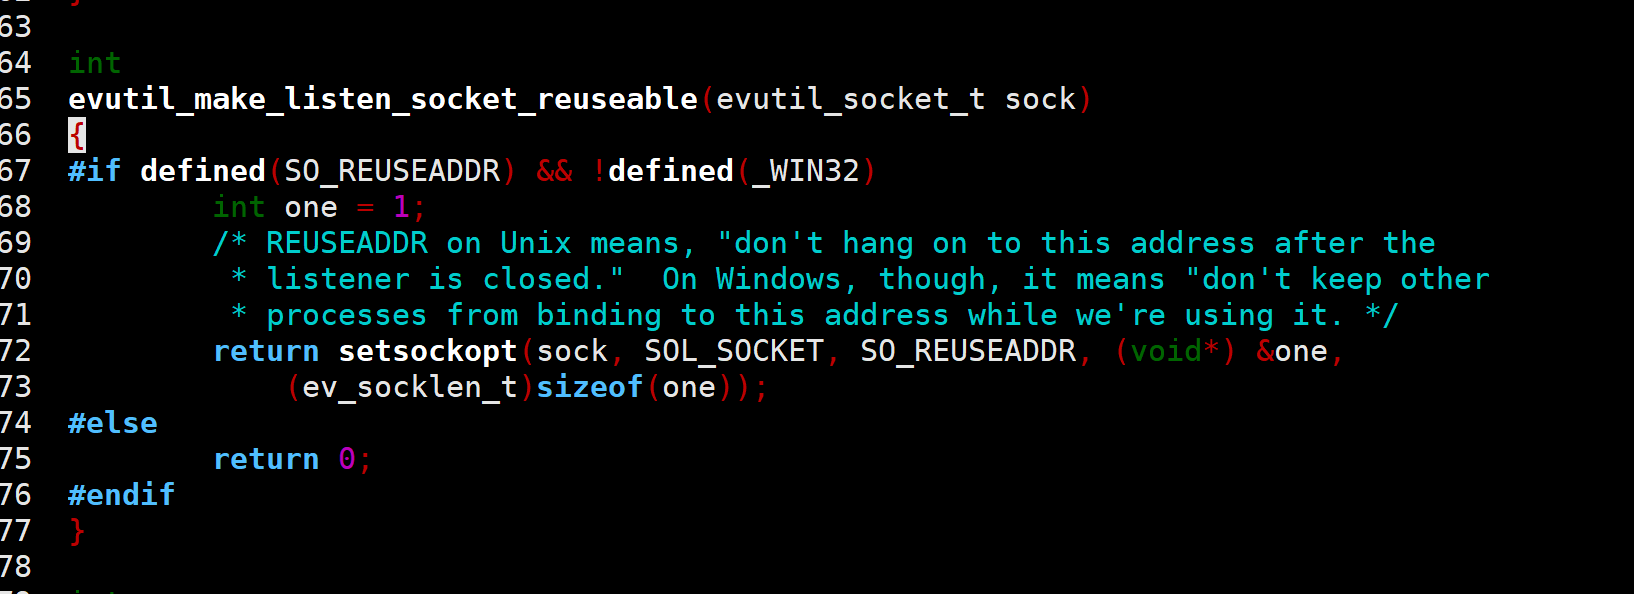 63
64 int
65 evutil_make_listen_socket_reuseable(evutil_socket_t sock)
66 {
67 #if defined(SO_REUSEADDR) && !defined(_WIN32)
68         int one = 1;
69         /* REUSEADDR on Unix means, "don't hang on to this address after the
70          * listener is closed."  On Windows, though, it means "don't keep other
71          * processes from binding to this address while we're using it. */
72         return setsockopt(sock, SOL_SOCKET, SO_REUSEADDR, (void*) &one,
73             (ev_socklen_t)sizeof(one));
74 #else
75         return 0;
76 #endif
77 }
78